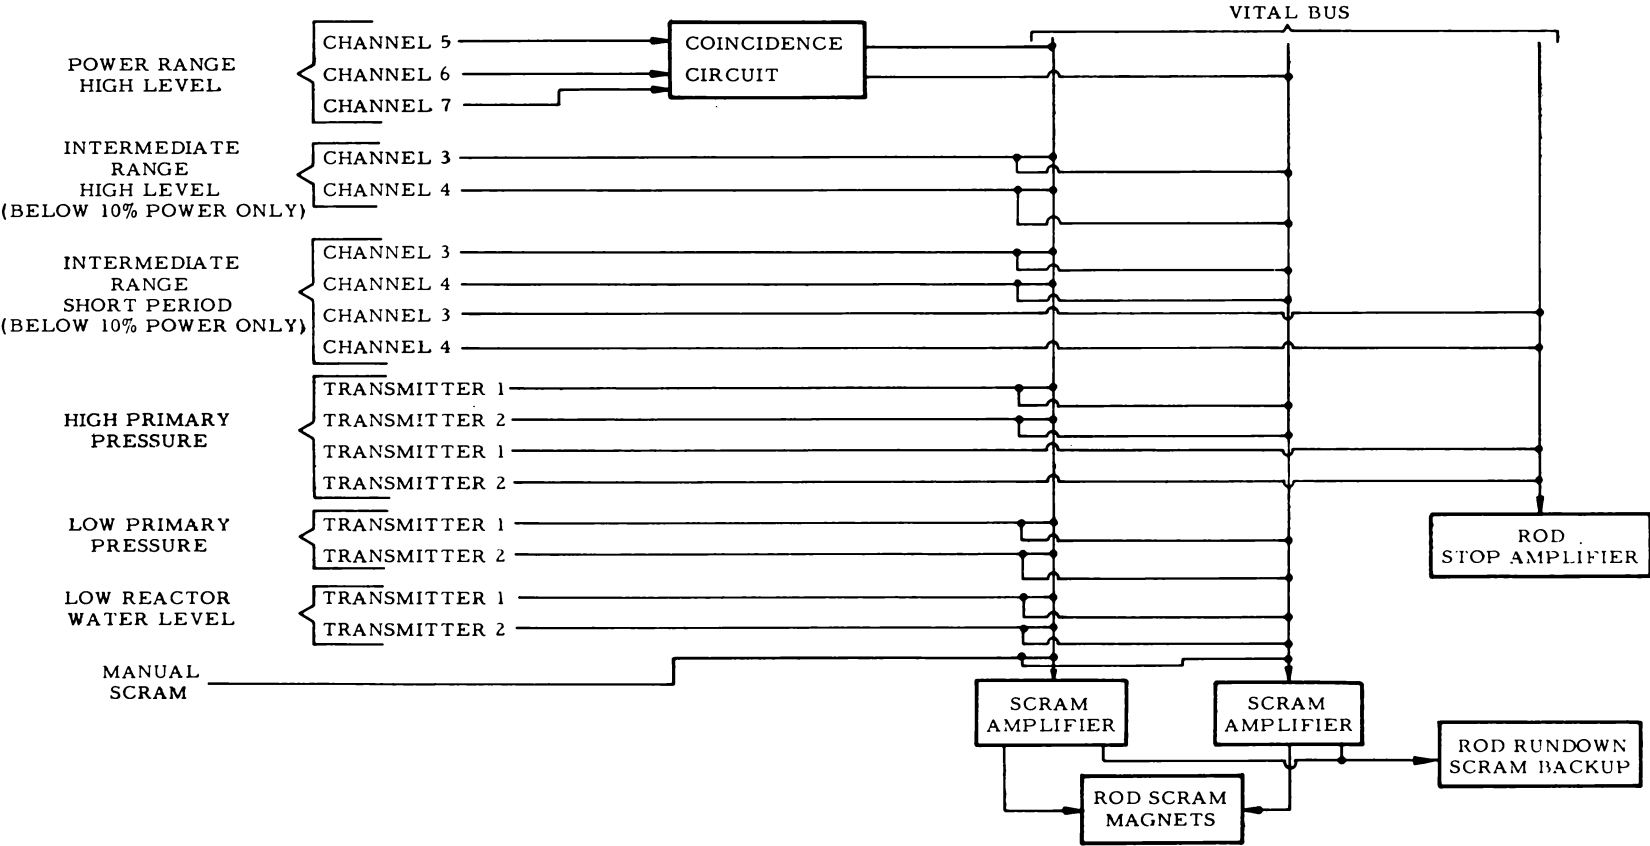 VITAL BUS
POWER RANGE
HIGH LEVEL
CHANNEL 5
CHANNEL 6
CHANNEL 7
COINCIDENCE
CIRCUIT
INTERMEDIATE
RANGE
HIGH LEVEL
(BELOW 10% POWER ONLY)
CHANNEL 3
CHANNEL 4
INTERMEDIATE
RANGE
SHORT PERIOD
(BELOW 10% POWER ONLY)
CHANNEL 3
CHANNEL 4
CHANNEL 3
CHANNEL 4
HIGH PRIMARY
PRESSURE
TRANSMITTER 1
TRANSMITTER 2
TRANSMITTER 1
TRANSMITTER 2
LOW PRIMARY
PRESSURE
TRANSMITTER 1
TRANSMITTER 2
ROD
STOP AMPLIFIER
LOW REACTOR
WATER LEVEL
TRANSMITTER 1
TRANSMITTER 2
MANUAL
SCRAM
SCRAM
AMPLIFIER
SCRAM
AMPLIFIER
ROD RUNDOWN
SCRAM BACKUP
ROD SCRAM
MAGNETS